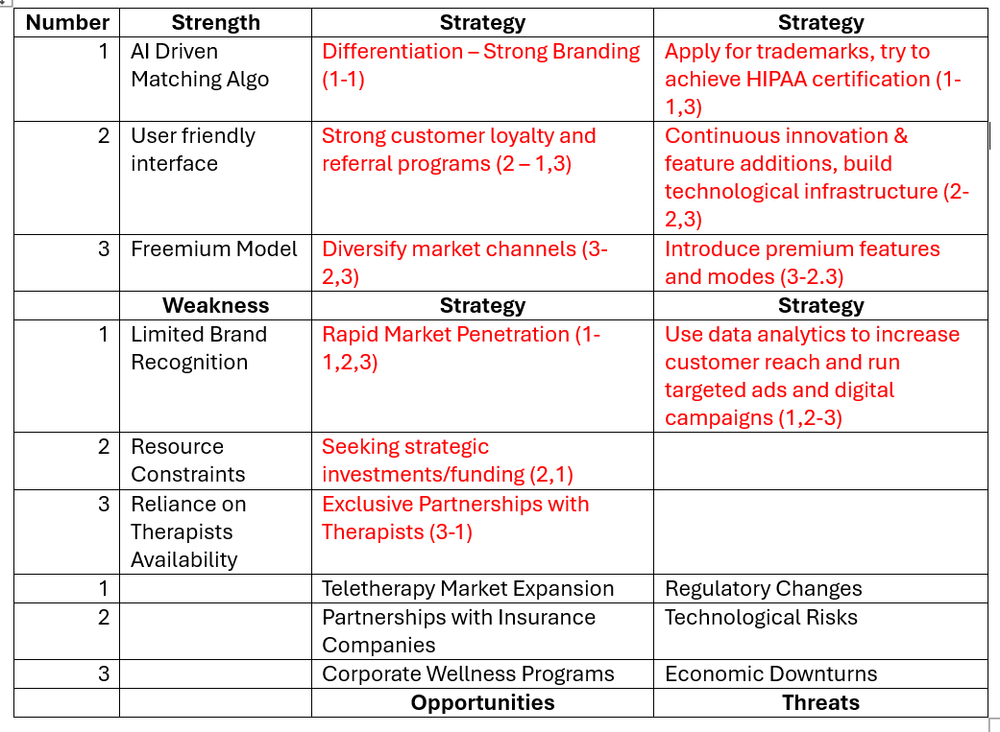 Number Strength Strategy Strategy
1 AI Driven Matching Algo Differentiation – Strong Branding (1-1) Apply for trademarks, try to achieve HIPAA certification (1-1,3)
2 User friendly interface Strong customer loyalty and referral programs (2 – 1,3) Continuous innovation & feature additions, build technological infrastructure (2-2,3)
3 Freemium Model Diversify market channels (3-2,3) Introduce premium features and modes (3-2.3)
Weakness Strategy Strategy
1 Limited Brand Recognition Rapid Market Penetration (1-1,2,3) Use data analytics to increase customer reach and run targeted ads and digital campaigns (1,2-3)
2 Resource Constraints Seeking strategic investments/funding (2,1)
3 Reliance on Therapists Availability Exclusive Partnerships with Therapists (3-1)
1 Teletherapy Market Expansion Regulatory Changes
2 Partnerships with Insurance Companies Technological Risks
3 Corporate Wellness Programs Economic Downturns
Opportunities Threats